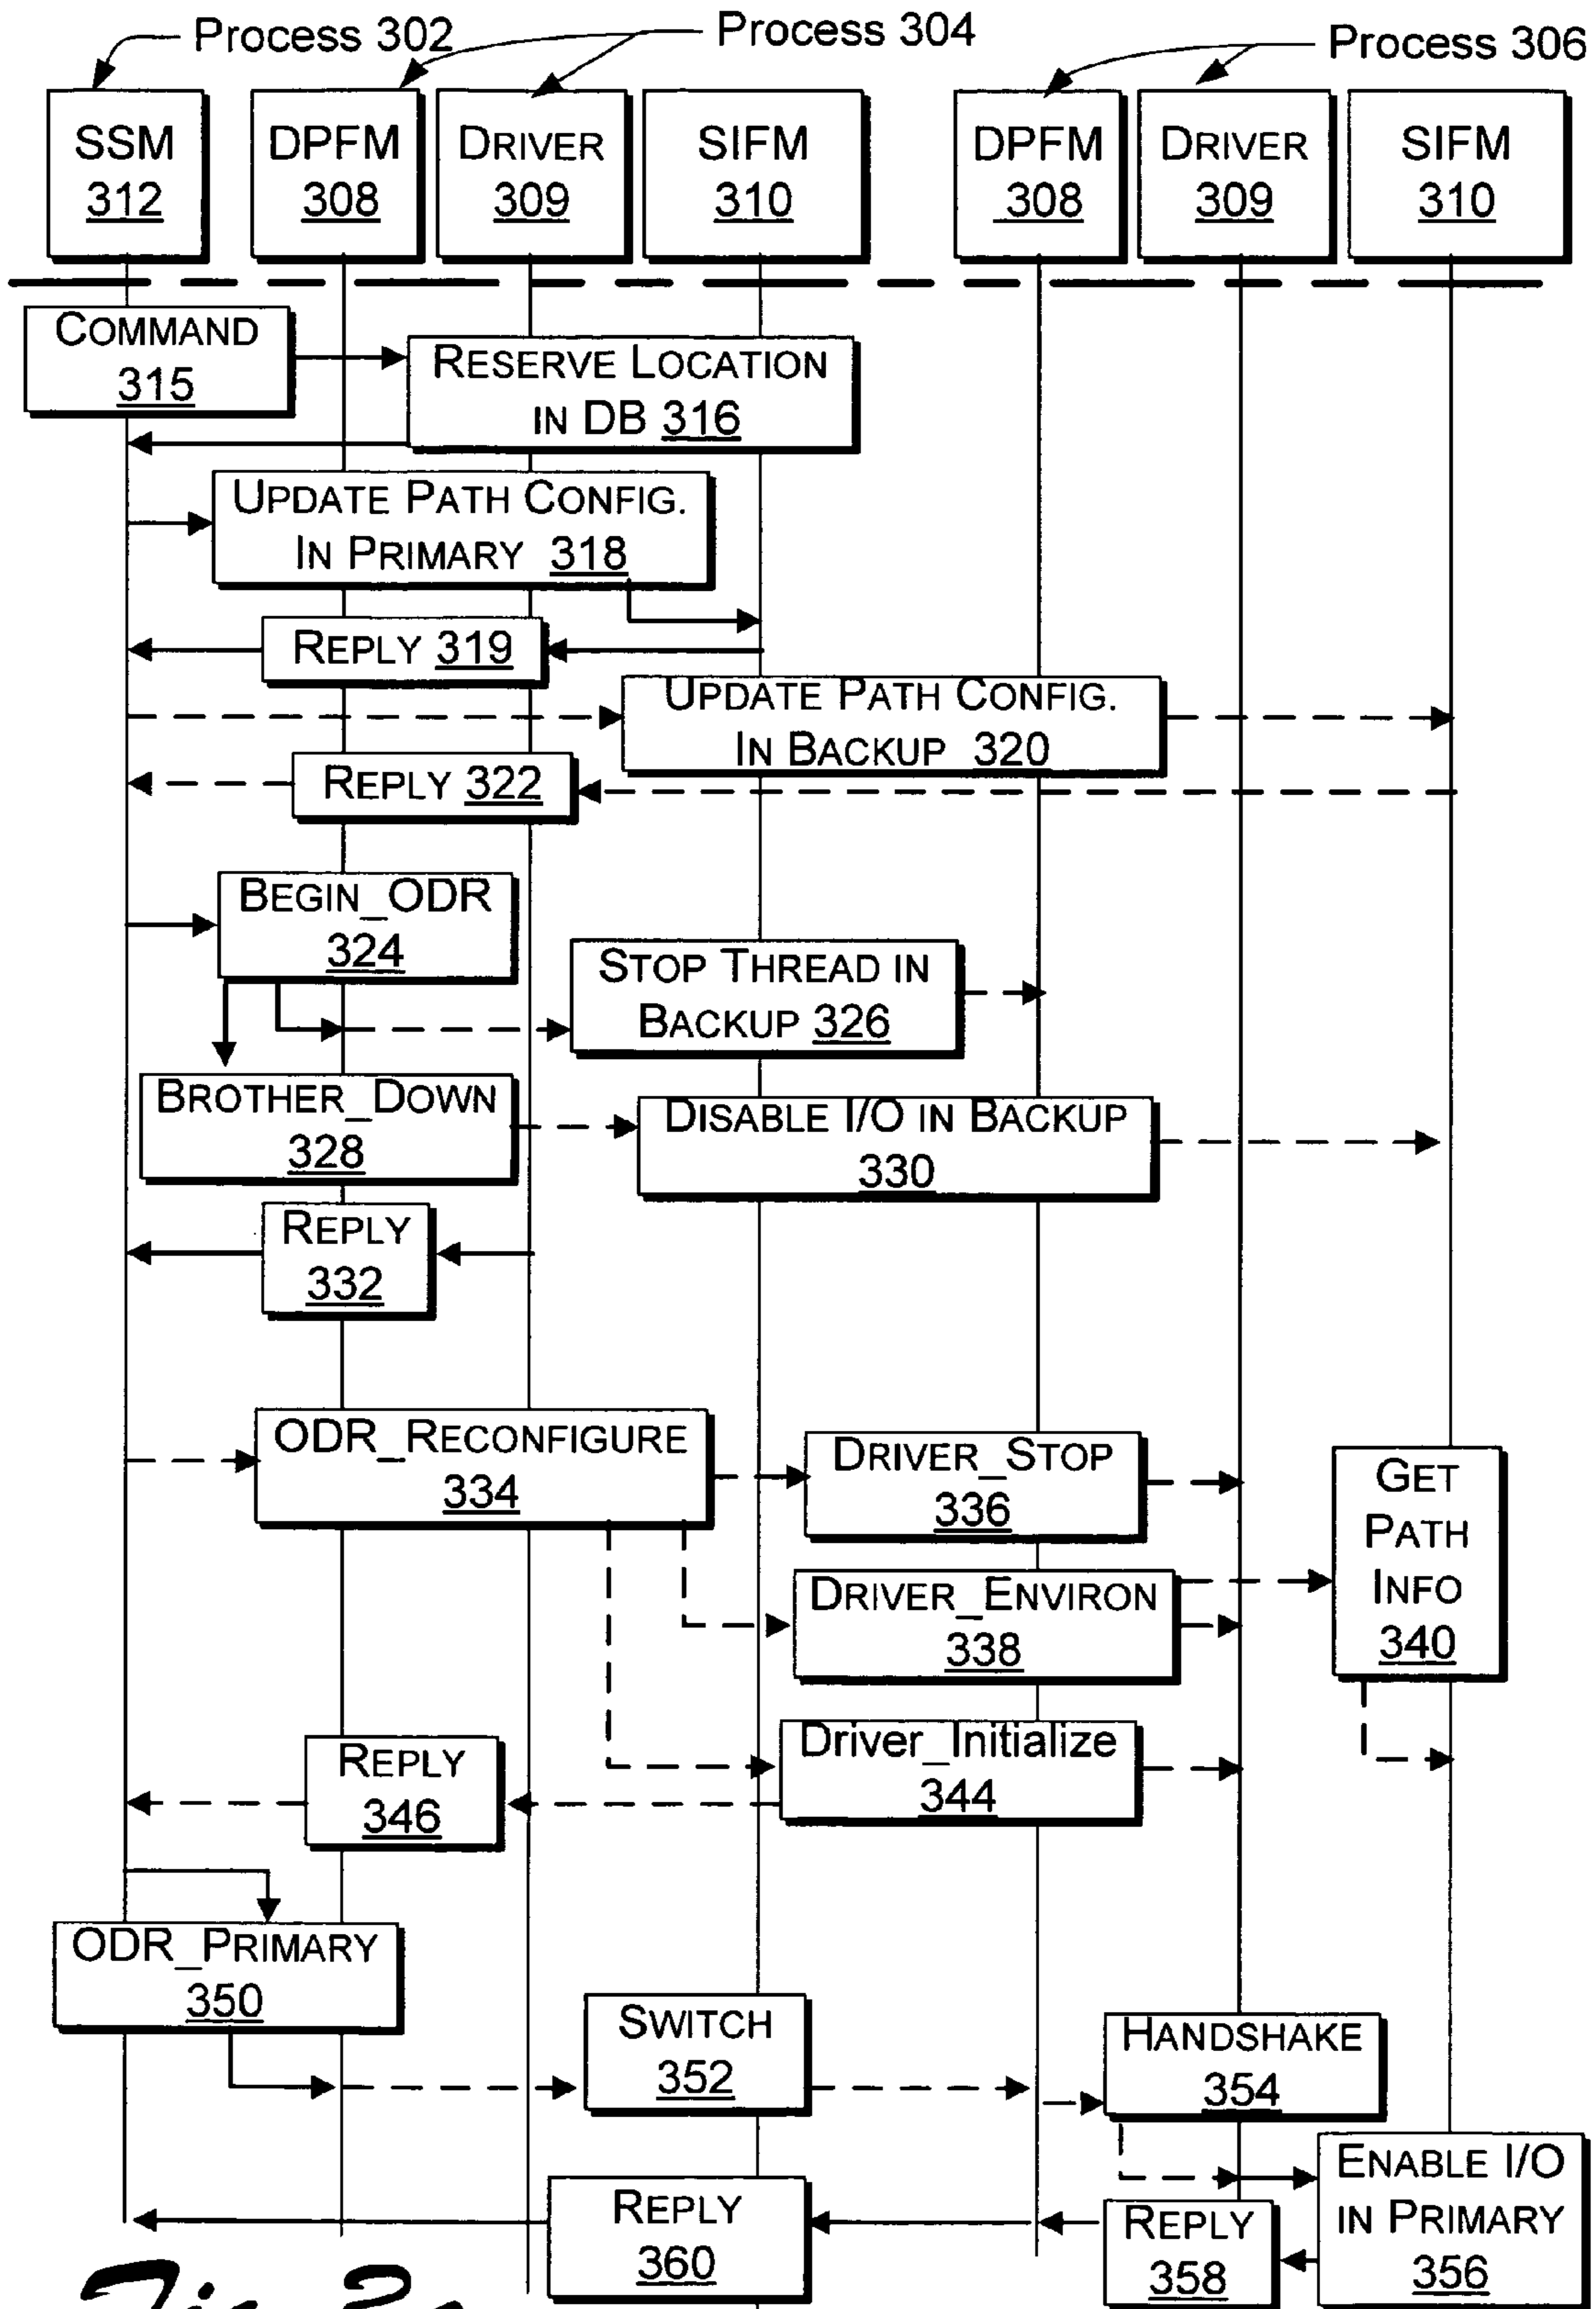 Process 302
Process 304
Process 306
SSM
312
DPFM
308
DRIVER
309
SIFM
310
DPFM
308
DRIVER
309
SIFM
310
COMMAND
315
RESERVE LOCATION
IN DB 316
UPDATE PATH CONFIG.
IN PRIMARY 318
REPLY 319
UPDATE PATH CONFIG.
IN BACKUP 320
REPLY 322
BEGIN_ODR
324
STOP THREAD IN
BACKUP 326
BROTHER_DOWN
328
DISABLE I/O IN BACKUP
330
REPLY
332
ODR_RECONFIGURE
334
DRIVER_STOP
336
GET
PATH
INFO
340
DRIVER_ENVIRON
338
Driver_Initialize
344
REPLY
346
ODR_PRIMARY
350
SWITCH
352
HANDSHAKE
354
ENABLE I/O
IN PRIMARY
356
REPLY
358
REPLY
360